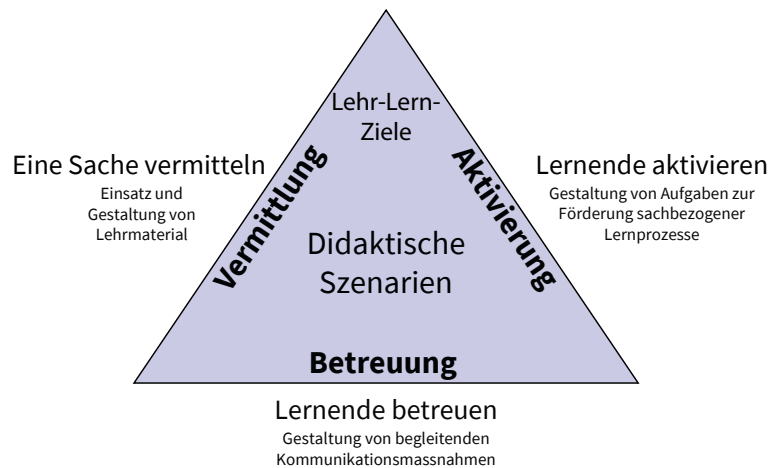 Lehr-Lern-
Ziele
Eine Sache vermitteln
Einsatz und
Gestaltung von
Lehrmaterial
Vermittlung
Aktivierung
Lernende aktivieren
Gestaltung von Aufgaben zur
Förderung sachbezogener
Lernprozesse
Didaktische
Szenarien
Betreuung
Lernende betreuen
Gestaltung von begleitenden
Kommunikationsmassnahmen